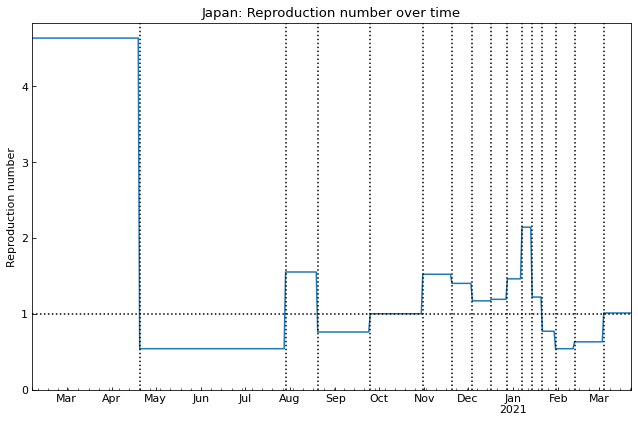 Japan: Reproduction number over time
Reproduction number
4
3
2
1
0
Mar Apr May Jun Jul Aug Sep Oct Nov Dec Jan Feb Mar
2021